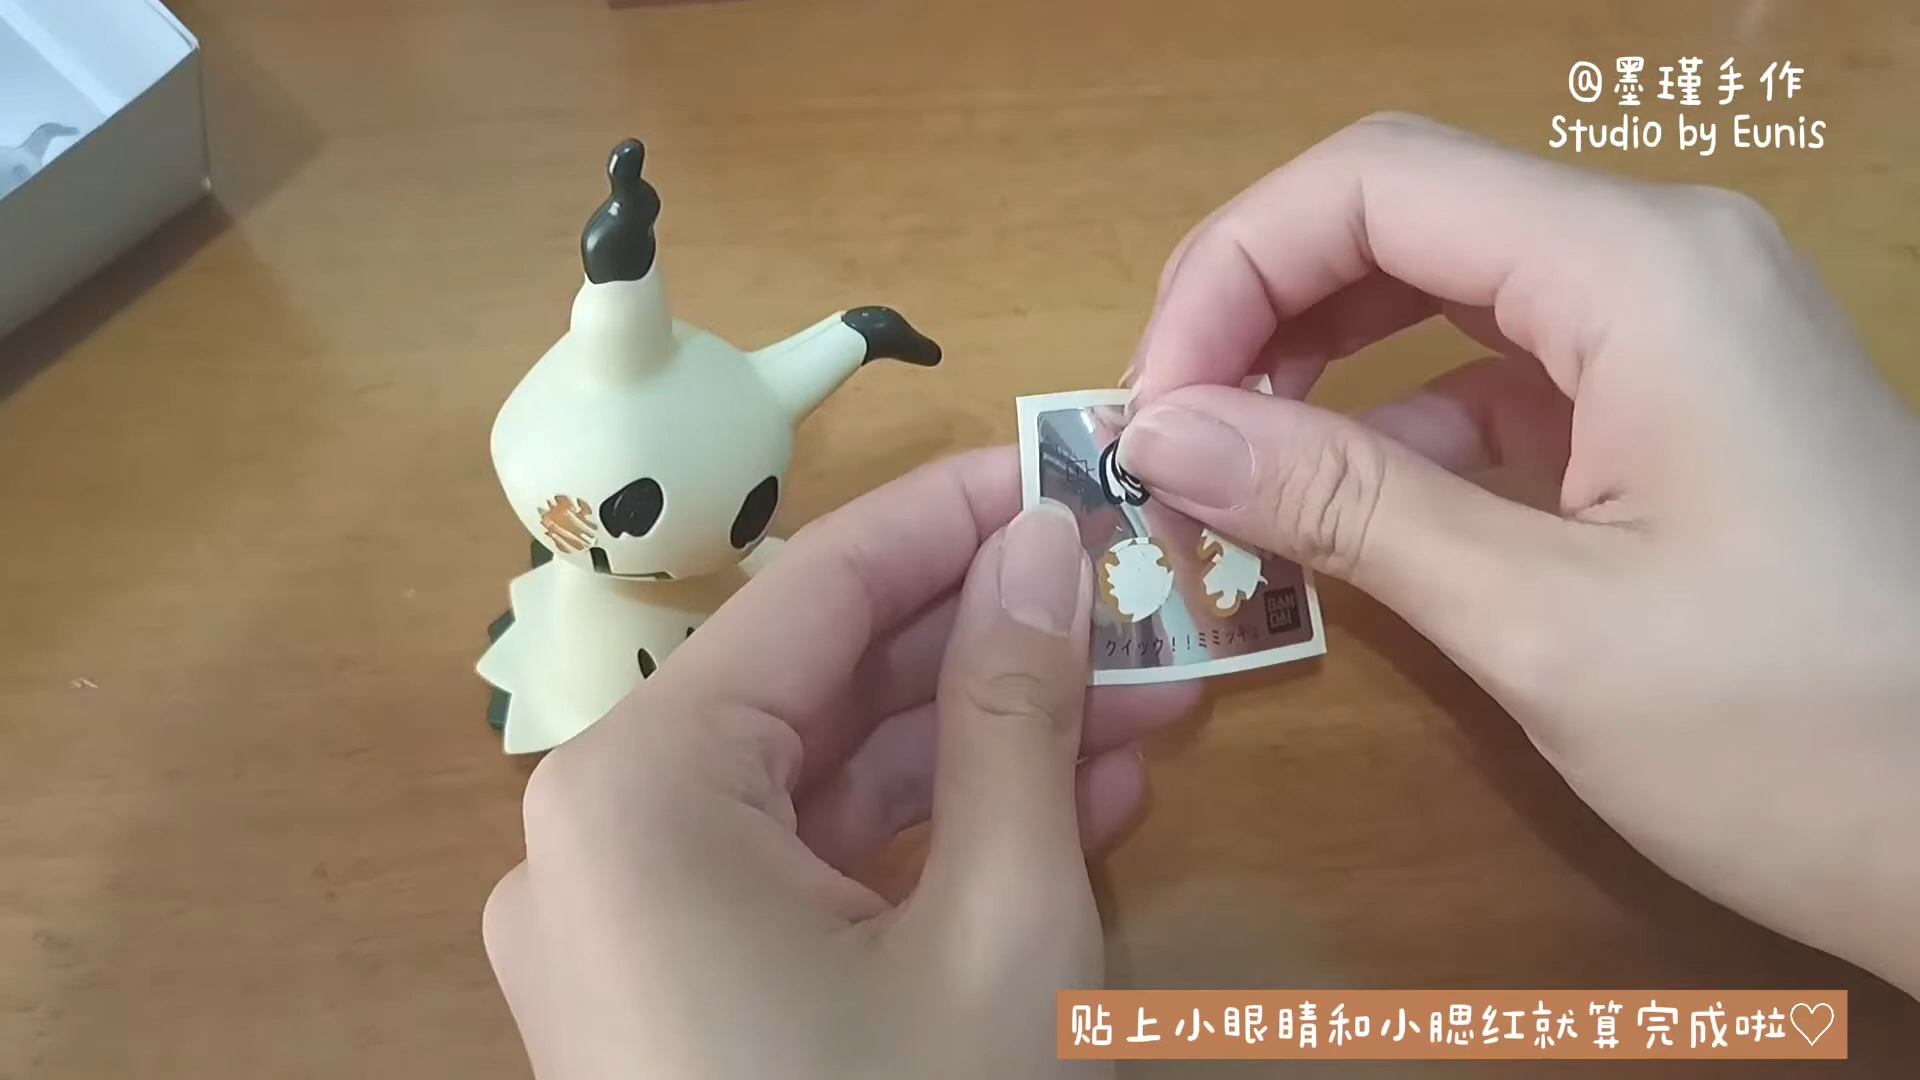 @墨瑾手作
Studio by Eunis
BAN
DAI
クイック!!ミミッキュ
贴上小眼睛和小腮红就算完成啦♡